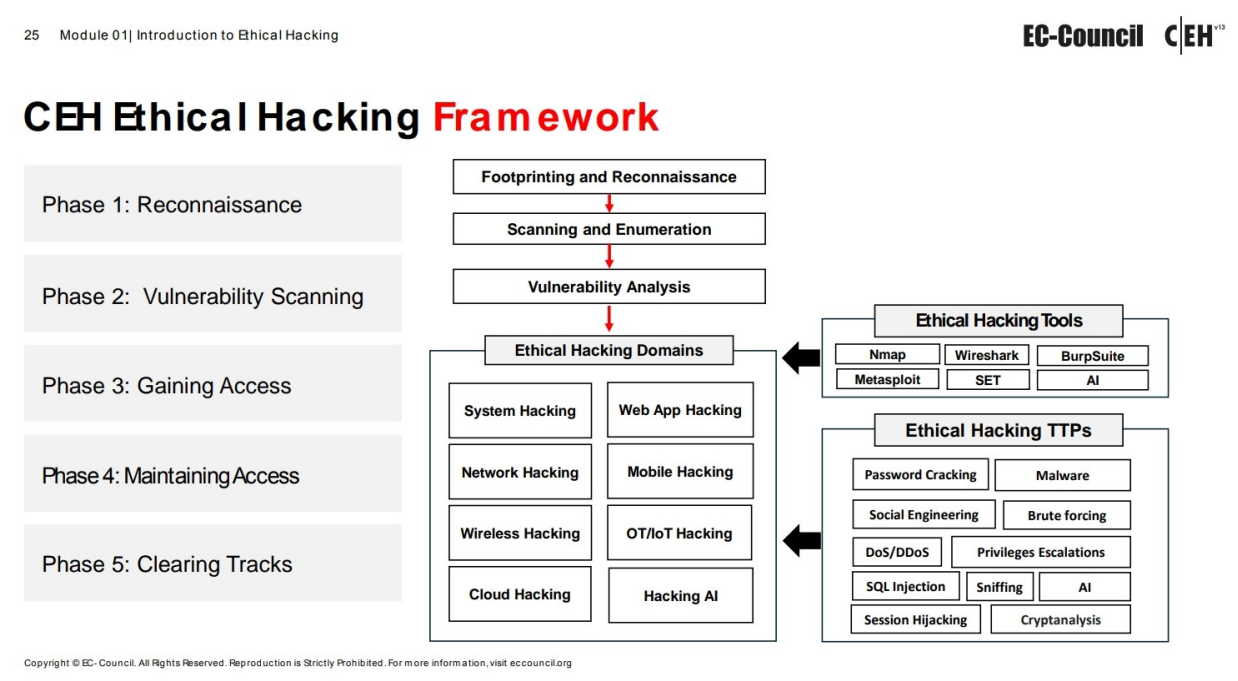 25 Module 01| Introduction to Ethical Hacking
EC-Council C|EH v13
CEH Ethical Hacking Framework
Phase 1: Reconnaissance
Phase 2: Vulnerability Scanning
Phase 3: Gaining Access
Phase 4: Maintaining Access
Phase 5: Clearing Tracks
Footprinting and Reconnaissance
Scanning and Enumeration
Vulnerability Analysis
Ethical Hacking Domains
System Hacking
Web App Hacking
Network Hacking
Mobile Hacking
Wireless Hacking
OT/IoT Hacking
Cloud Hacking
Hacking AI
Ethical Hacking Tools
Nmap
Wireshark
BurpSuite
Metasploit
SET
AI
Ethical Hacking TTPs
Password Cracking
Malware
Social Engineering
Brute forcing
DoS/DDoS
Privileges Escalations
SQL Injection
Sniffing
AI
Session Hijacking
Cryptanalysis
Copyright © EC- Council. All Rights Reserved. Reproduction is Strictly Prohibited. For more information, visit eccouncil.org